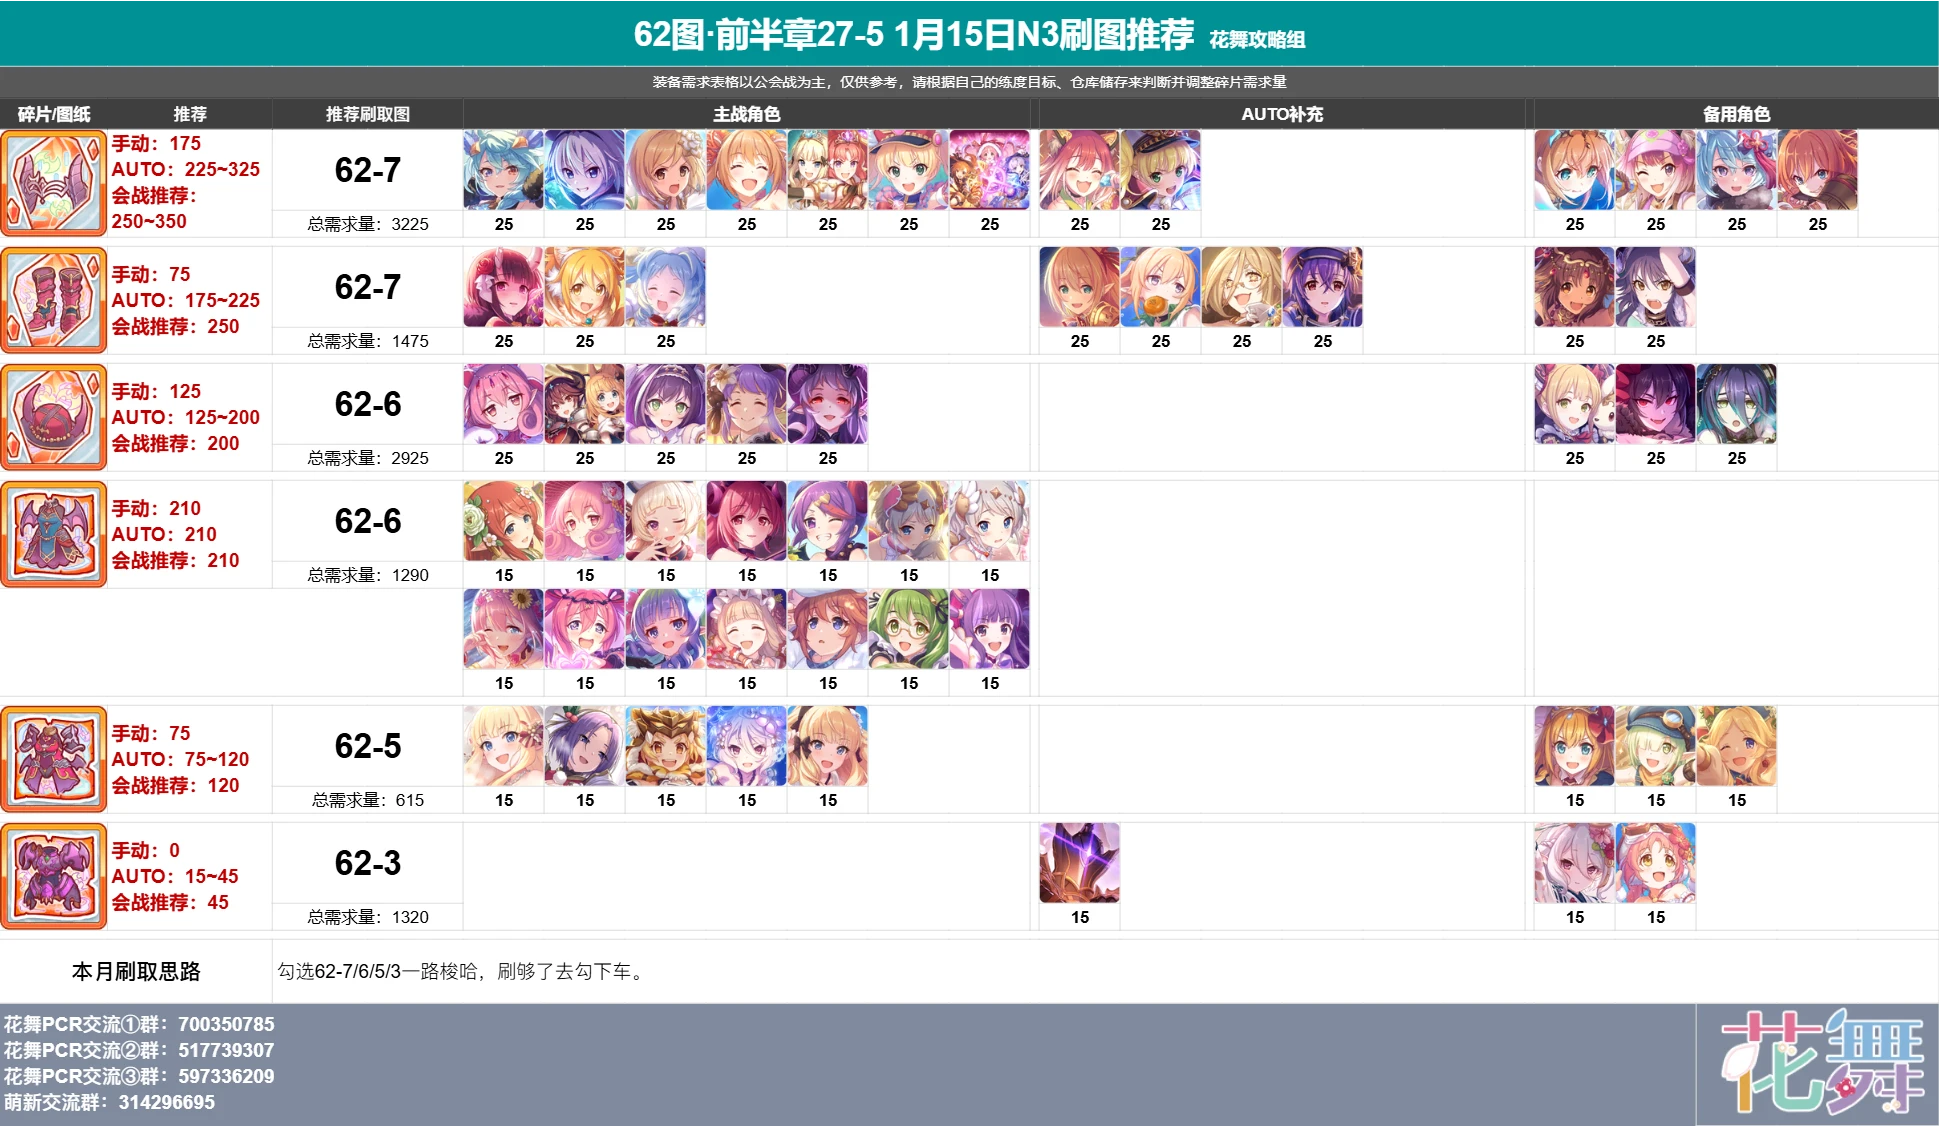 62图·前半章27-5 1月15日N3刷图推荐 花舞攻略组
装备需求表格以公会战为主，仅供参考，请根据自己的练度目标、仓库储存来判断并调整碎片需求量
碎片/图纸 推荐 推荐刷取图 主战角色 AUTO补充 备用角色
手动：175
AUTO：225~325
会战推荐：
250~350
62-7
总需求量：3225
25 25 25 25 25 25 25 25 25 25 25 25 25
手动：75
AUTO：175~225
会战推荐：250
62-7
总需求量：1475
25 25 25 25 25 25 25 25 25
手动：125
AUTO：125~200
会战推荐：200
62-6
总需求量：2925
25 25 25 25 25 25 25 25
手动：210
AUTO：210
会战推荐：210
62-6
总需求量：1290
15 15 15 15 15 15 15
15 15 15 15 15 15 15
手动：75
AUTO：75~120
会战推荐：120
62-5
总需求量：615
15 15 15 15 15 15 15 15
手动：0
AUTO：15~45
会战推荐：45
62-3
总需求量：1320
15 15 15
本月刷取思路
勾选62-7/6/5/3一路梭哈，刷够了去勾下车。
花舞PCR交流①群：700350785
花舞PCR交流②群：517739307
花舞PCR交流③群：597336209
萌新交流群：314296695
花舞